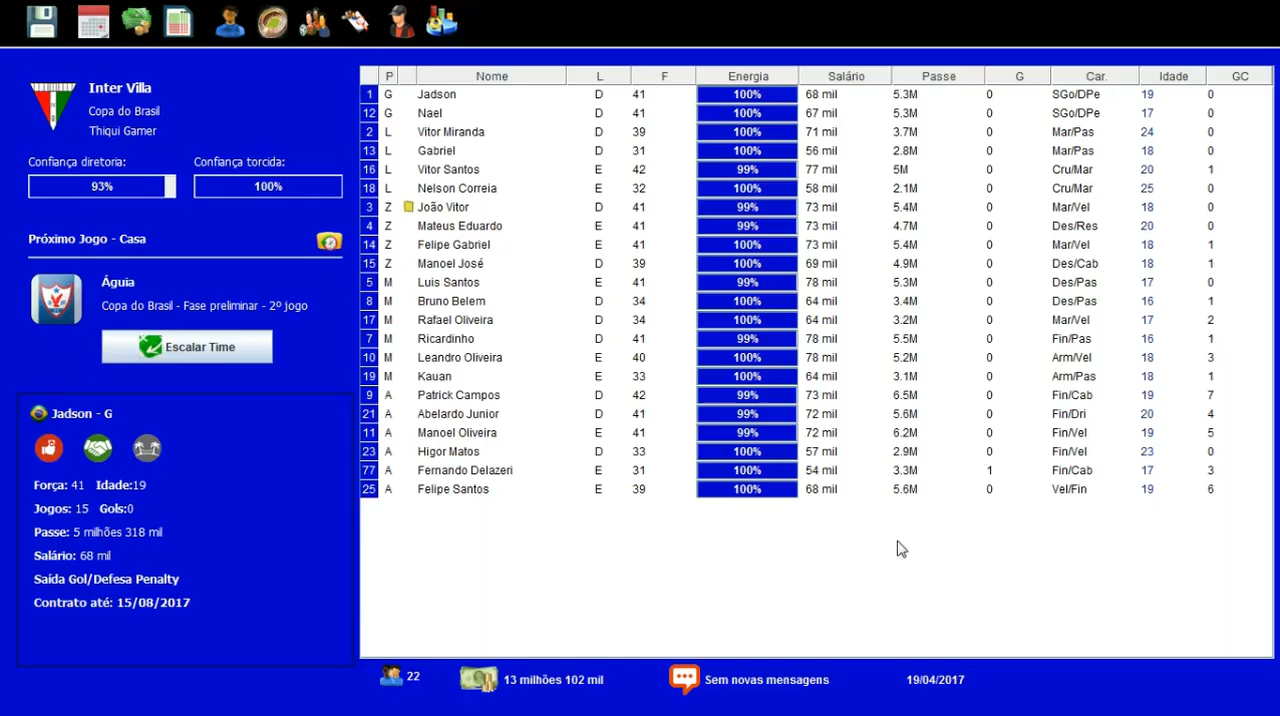 Inter Villa
Copa do Brasil
Thiqui Gamer
Confiança diretoria: Confiança torcida:
93% 100%
Próximo Jogo - Casa
Águia
Copa do Brasil - Fase preliminar - 2º jogo
Escalar Time
Jadson - G
Força: 41 Idade:19
Jogos: 15 Gols:0
Passe: 5 milhões 318 mil
Salário: 68 mil
Saída Gol/Defesa Penalty
Contrato até: 15/08/2017
P Nome L F Energia Salário Passe G Car. Idade GC
1 G Jadson D 41 100% 68 mil 5.3M 0 SGo/DPe 19 0
12 G Nael D 41 100% 67 mil 5.3M 0 SGo/DPe 17 0
2 L Vitor Miranda D 39 100% 71 mil 3.7M 0 Mar/Pas 24 0
13 L Gabriel D 31 100% 56 mil 2.8M 0 Mar/Pas 18 0
16 L Vitor Santos E 42 99% 77 mil 5M 0 Cru/Mar 20 1
18 L Nelson Correia E 32 100% 58 mil 2.1M 0 Cru/Mar 25 0
3 Z João Vitor D 41 99% 73 mil 5.4M 0 Mar/Vel 18 0
4 Z Mateus Eduardo E 41 99% 73 mil 4.7M 0 Des/Res 20 0
14 Z Felipe Gabriel E 41 100% 73 mil 5.4M 0 Mar/Vel 18 1
15 Z Manoel José D 39 100% 69 mil 4.9M 0 Des/Cab 18 1
5 M Luis Santos E 41 99% 78 mil 5.3M 0 Des/Pas 17 0
8 M Bruno Belem D 34 100% 64 mil 3.4M 0 Des/Pas 16 1
17 M Rafael Oliveira D 34 100% 64 mil 3.2M 0 Mar/Vel 17 2
7 M Ricardinho D 41 99% 78 mil 5.5M 0 Fin/Pas 16 1
10 M Leandro Oliveira E 40 100% 78 mil 5.2M 0 Arm/Vel 18 3
19 M Kauan E 33 100% 64 mil 3.1M 0 Arm/Pas 18 1
9 A Patrick Campos D 42 99% 73 mil 6.5M 0 Fin/Cab 19 7
21 A Abelardo Junior D 41 99% 72 mil 5.6M 0 Fin/Dri 20 4
11 A Manoel Oliveira E 41 99% 72 mil 6.2M 0 Fin/Vel 19 5
23 A Higor Matos D 33 100% 57 mil 2.9M 0 Fin/Vel 23 0
77 A Fernando Delazeri E 31 100% 54 mil 3.3M 1 Fin/Cab 17 3
25 A Felipe Santos E 39 100% 68 mil 5.6M 0 Vel/Fin 19 6
22 13 milhões 102 mil Sem novas mensagens 19/04/2017